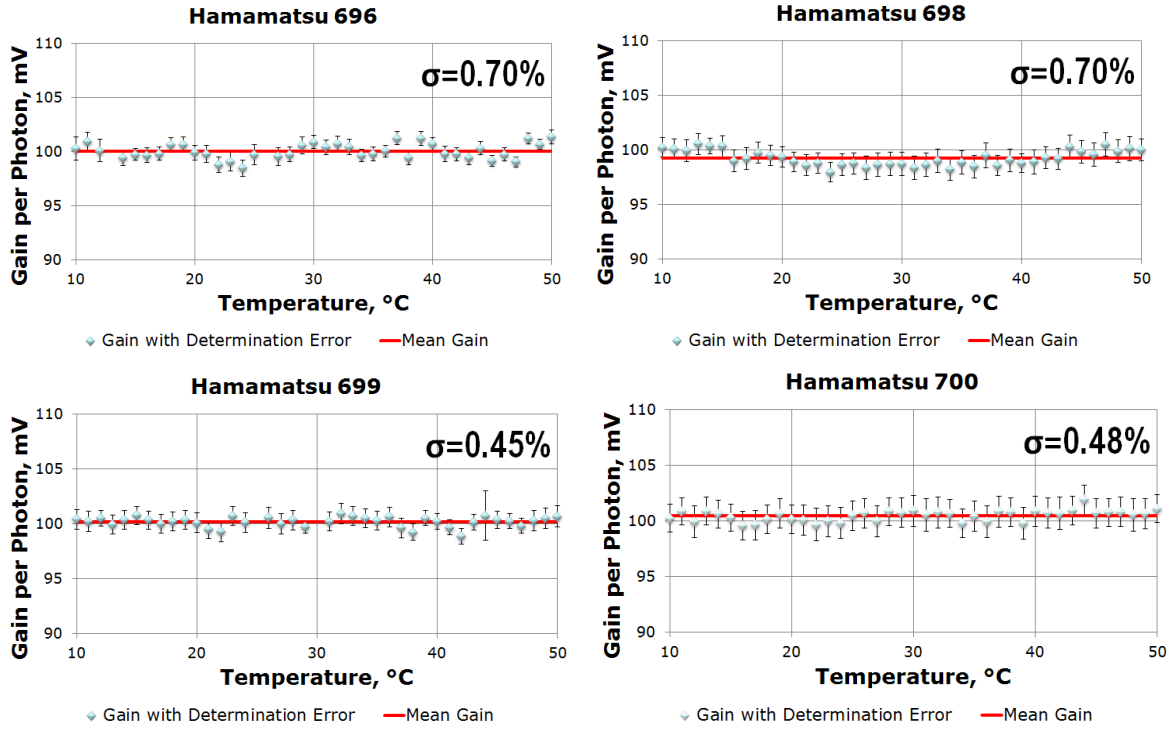 Hamamatsu 696
Gain per Photon, mV
110
105
100
95
90
σ=0.70%
10 20 30 40 50
Temperature, °C
Gain with Determination Error Mean Gain
Hamamatsu 698
Gain per Photon, mV
110
105
100
95
90
σ=0.70%
10 20 30 40 50
Temperature, °C
Gain with Determination Error Mean Gain
Hamamatsu 699
Gain per Photon, mV
110
105
100
95
90
σ=0.45%
10 20 30 40 50
Temperature, °C
Gain with Determination Error Mean Gain
Hamamatsu 700
Gain per Photon, mV
110
105
100
95
90
σ=0.48%
10 20 30 40 50
Temperature, °C
Gain with Determination Error Mean Gain